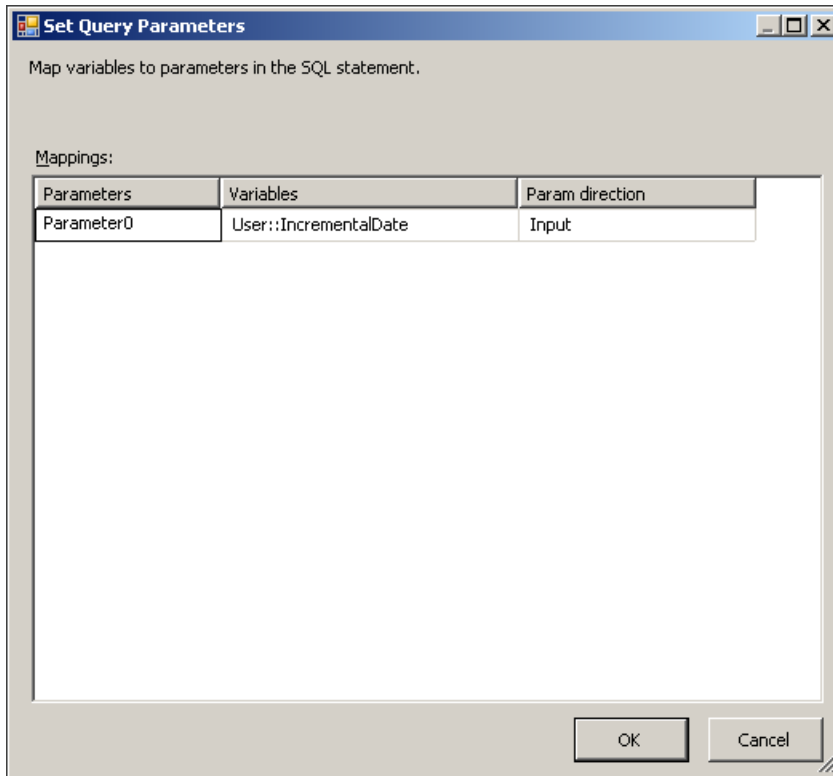 Set Query Parameters
Map variables to parameters in the SQL statement.
Mappings:
Parameters Variables Param direction
Parameter0 User::IncrementalDate Input
OK Cancel